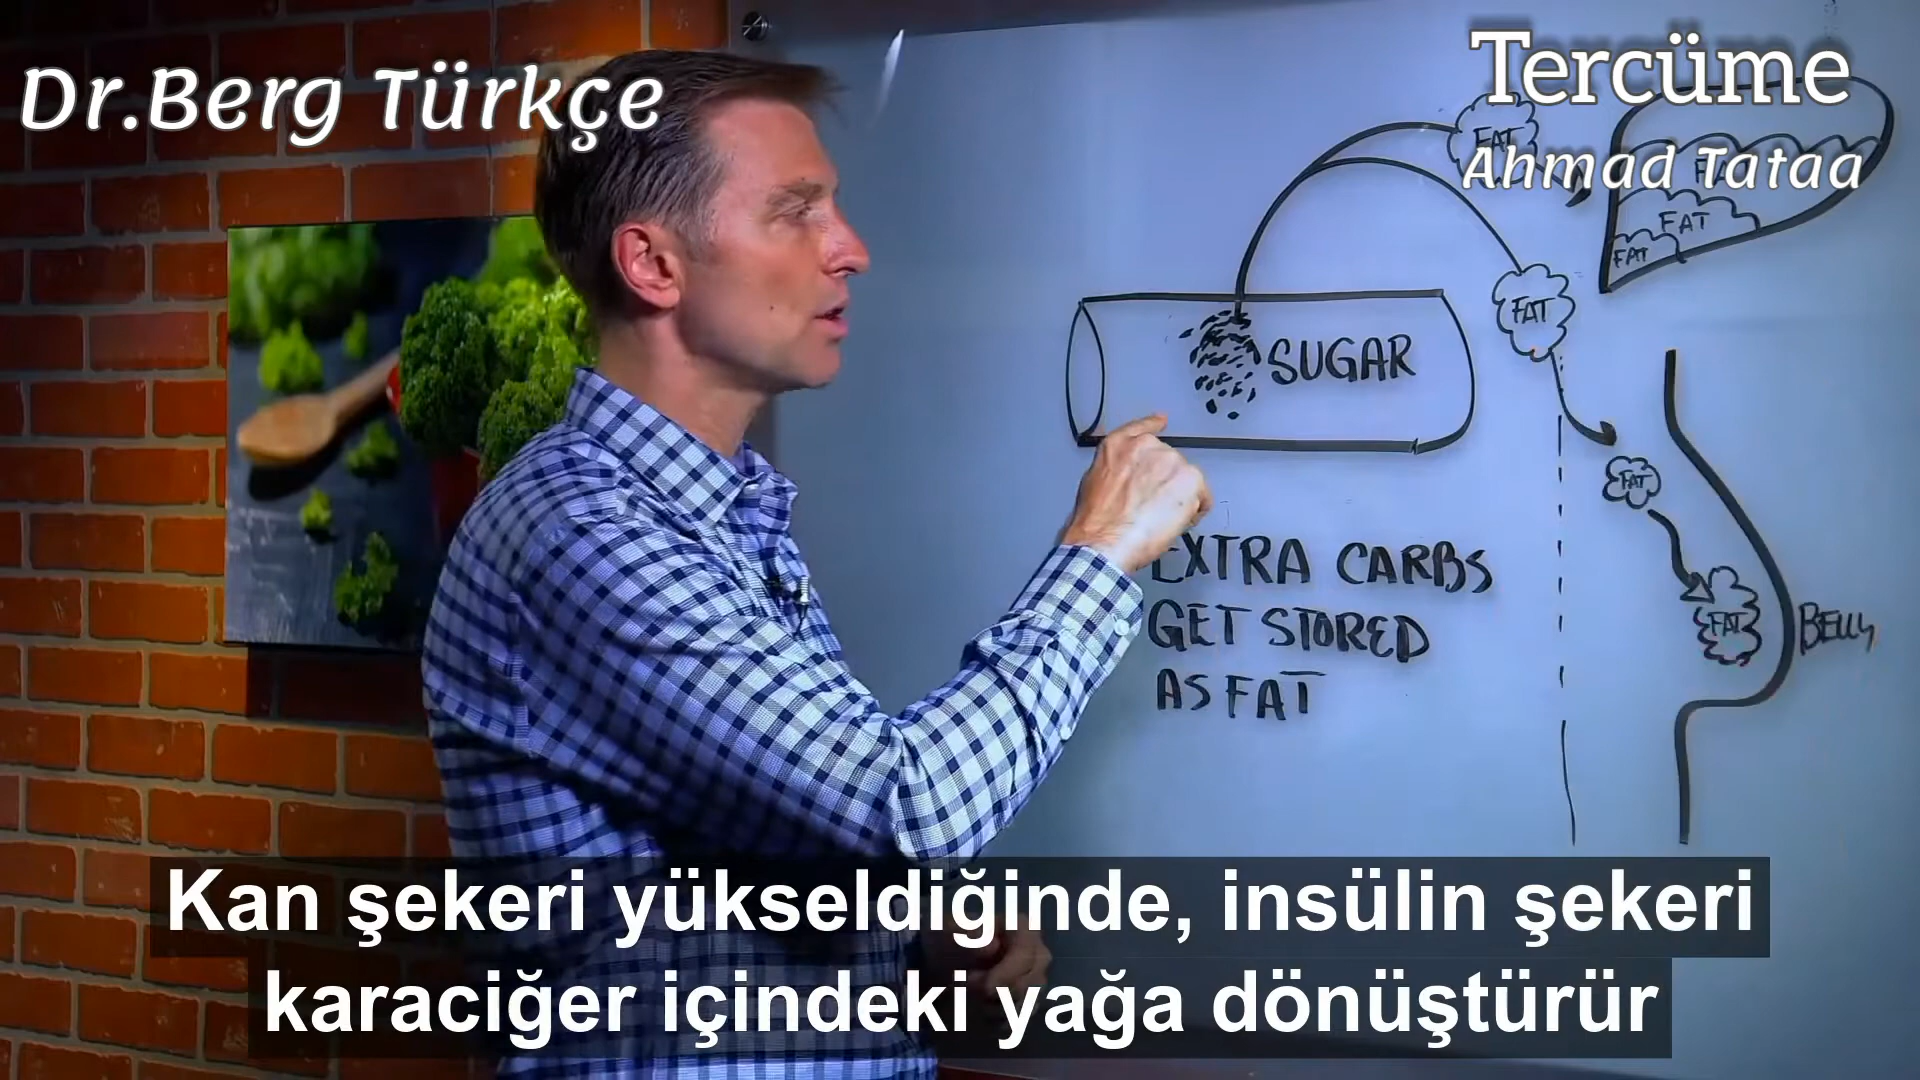 Dr.Berg Türkçe
Tercüme
Ahmad Tataa
FAT
FAT
FAT
FAT
SUGAR
FAT
FAT
EXTRA CARBS
GET STORED
AS FAT
FAT
BELLY
Kan şekeri yükseldiğinde, insülin şekeri
karaciğer içindeki yağa dönüştürür